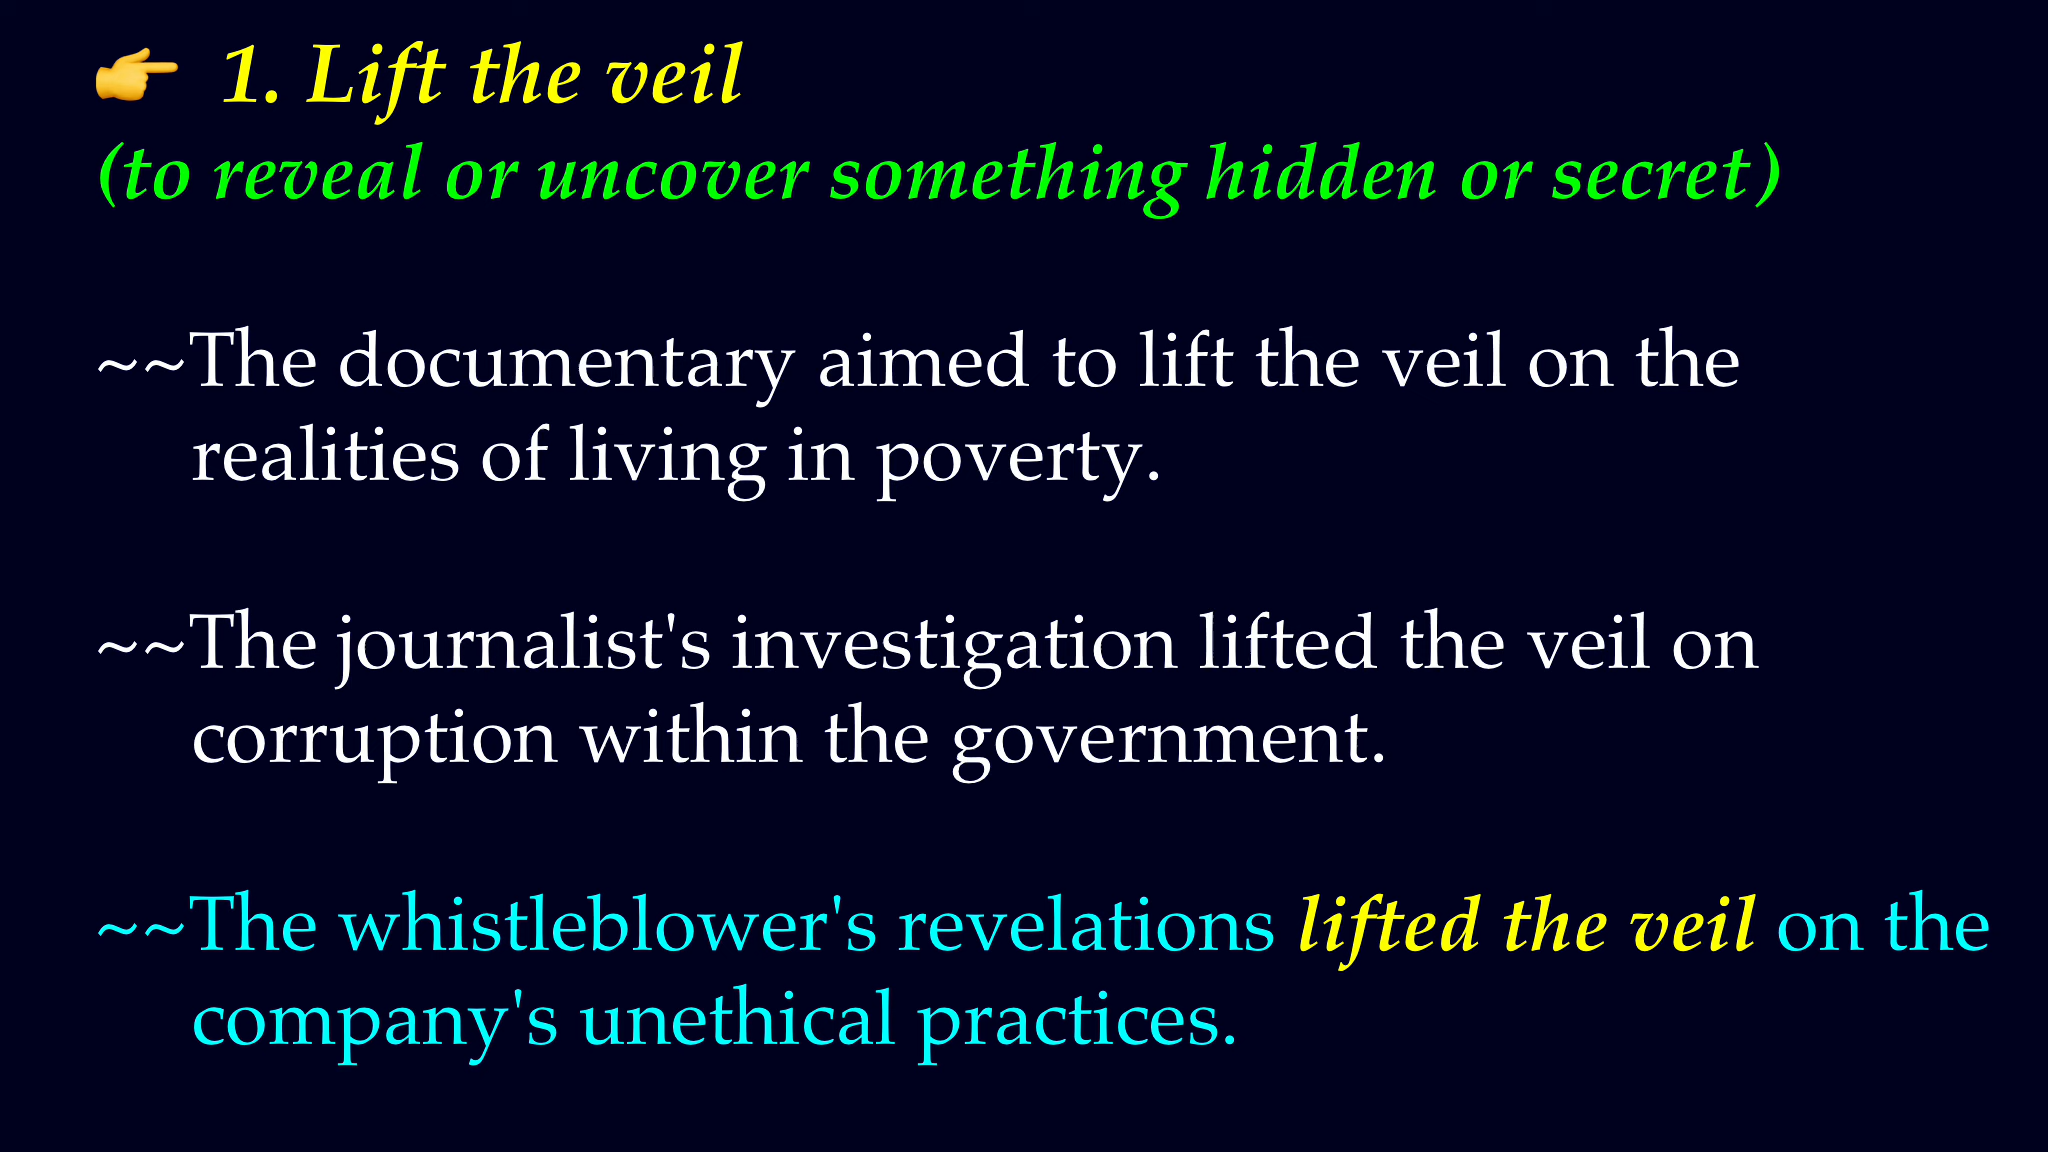 👉 1. Lift the veil
(to reveal or uncover something hidden or secret)
~~The documentary aimed to lift the veil on the
realities of living in poverty.
~~The journalist's investigation lifted the veil on
corruption within the government.
~~The whistleblower's revelations lifted the veil on the
company's unethical practices.